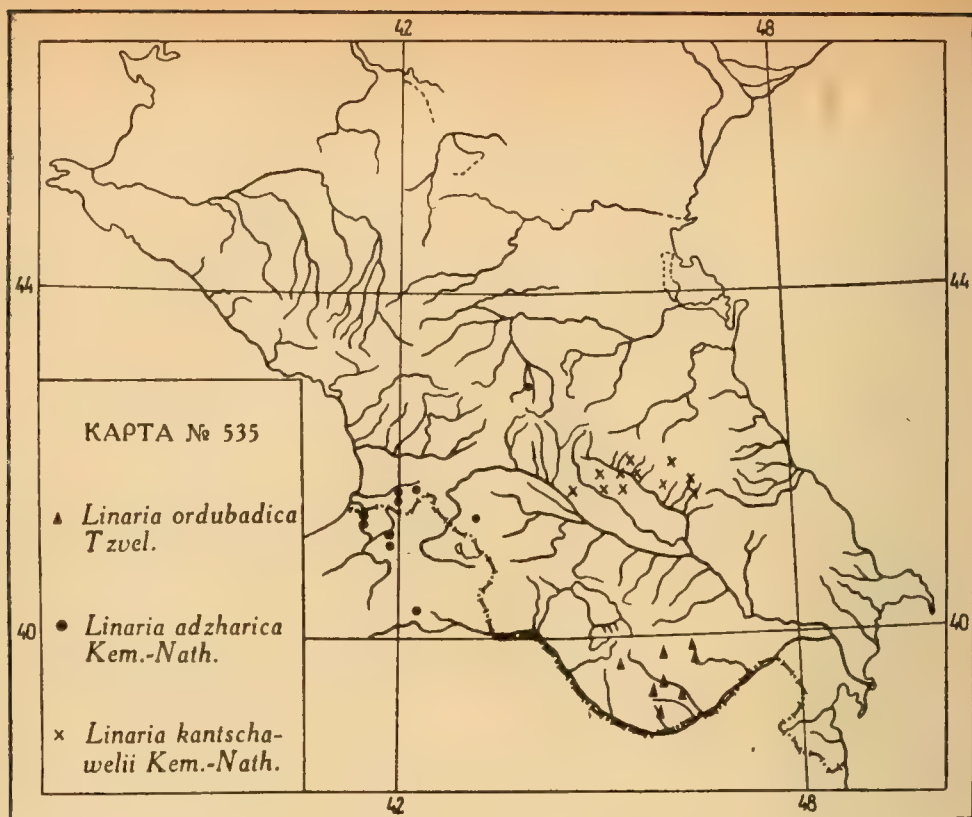 42 48
44 44
КАРТА № 535
Linaria ordubadica
Tzvel.
40 40
Linaria adzharica
Kem.-Nath.
Linaria kantscha-
welii Kem.-Nath.
42 48